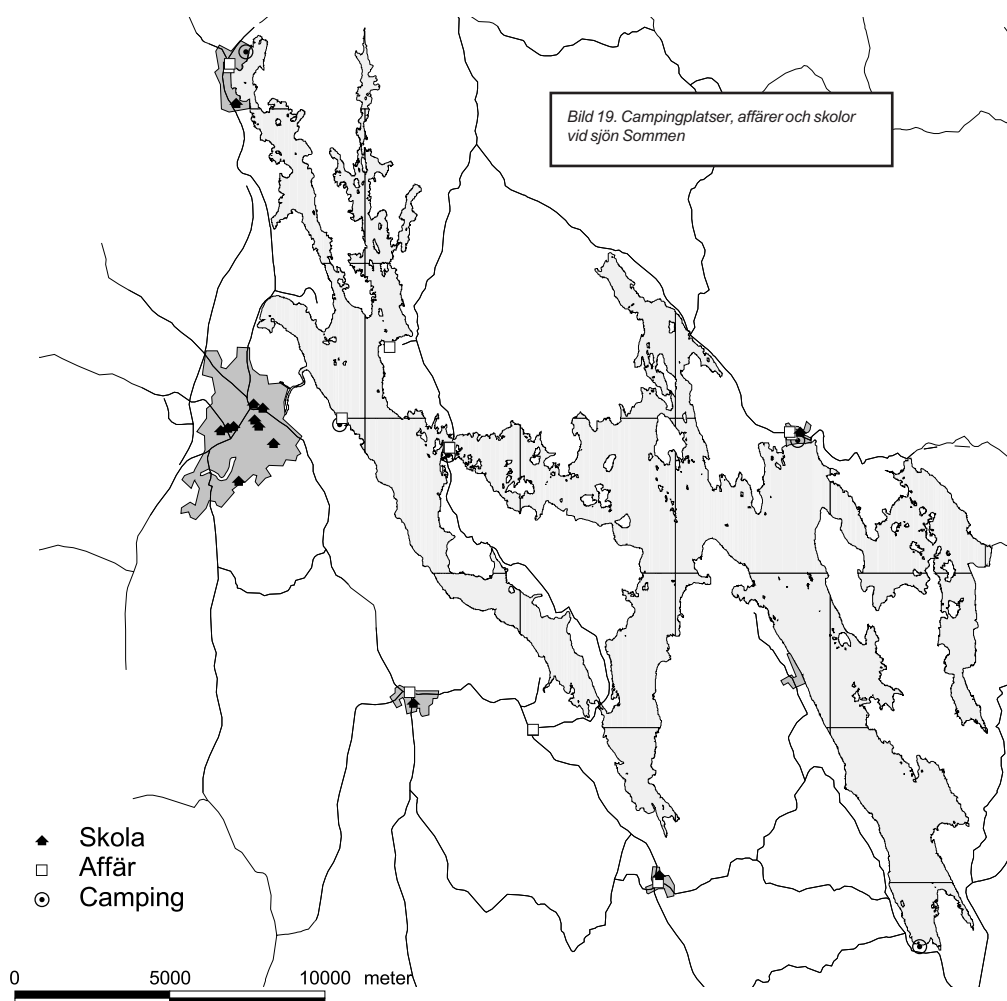 Bild 19. Campingplatser, affärer och skolor
vid sjön Sommen
Skola
Affär
Camping
0 5000 10000 meter